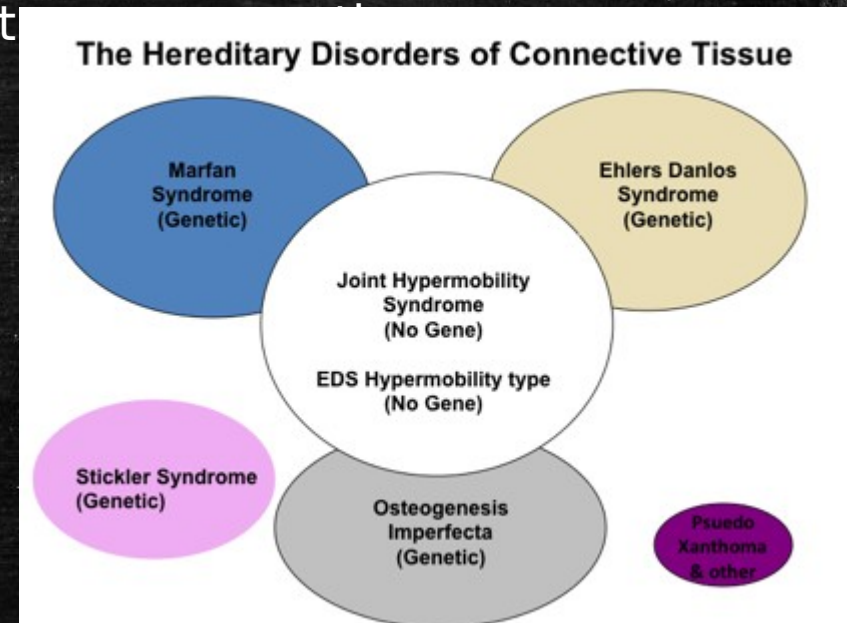 The Hereditary Disorders of Connective Tissue
Marfan
Syndrome
(Genetic)
Ehlers Danlos
Syndrome
(Genetic)
Joint Hypermobility
Syndrome
(No Gene)
EDS Hypermobility type
(No Gene)
Stickler Syndrome
(Genetic)
Osteogenesis
Imperfecta
(Genetic)
Psuedo
Xanthoma
& other